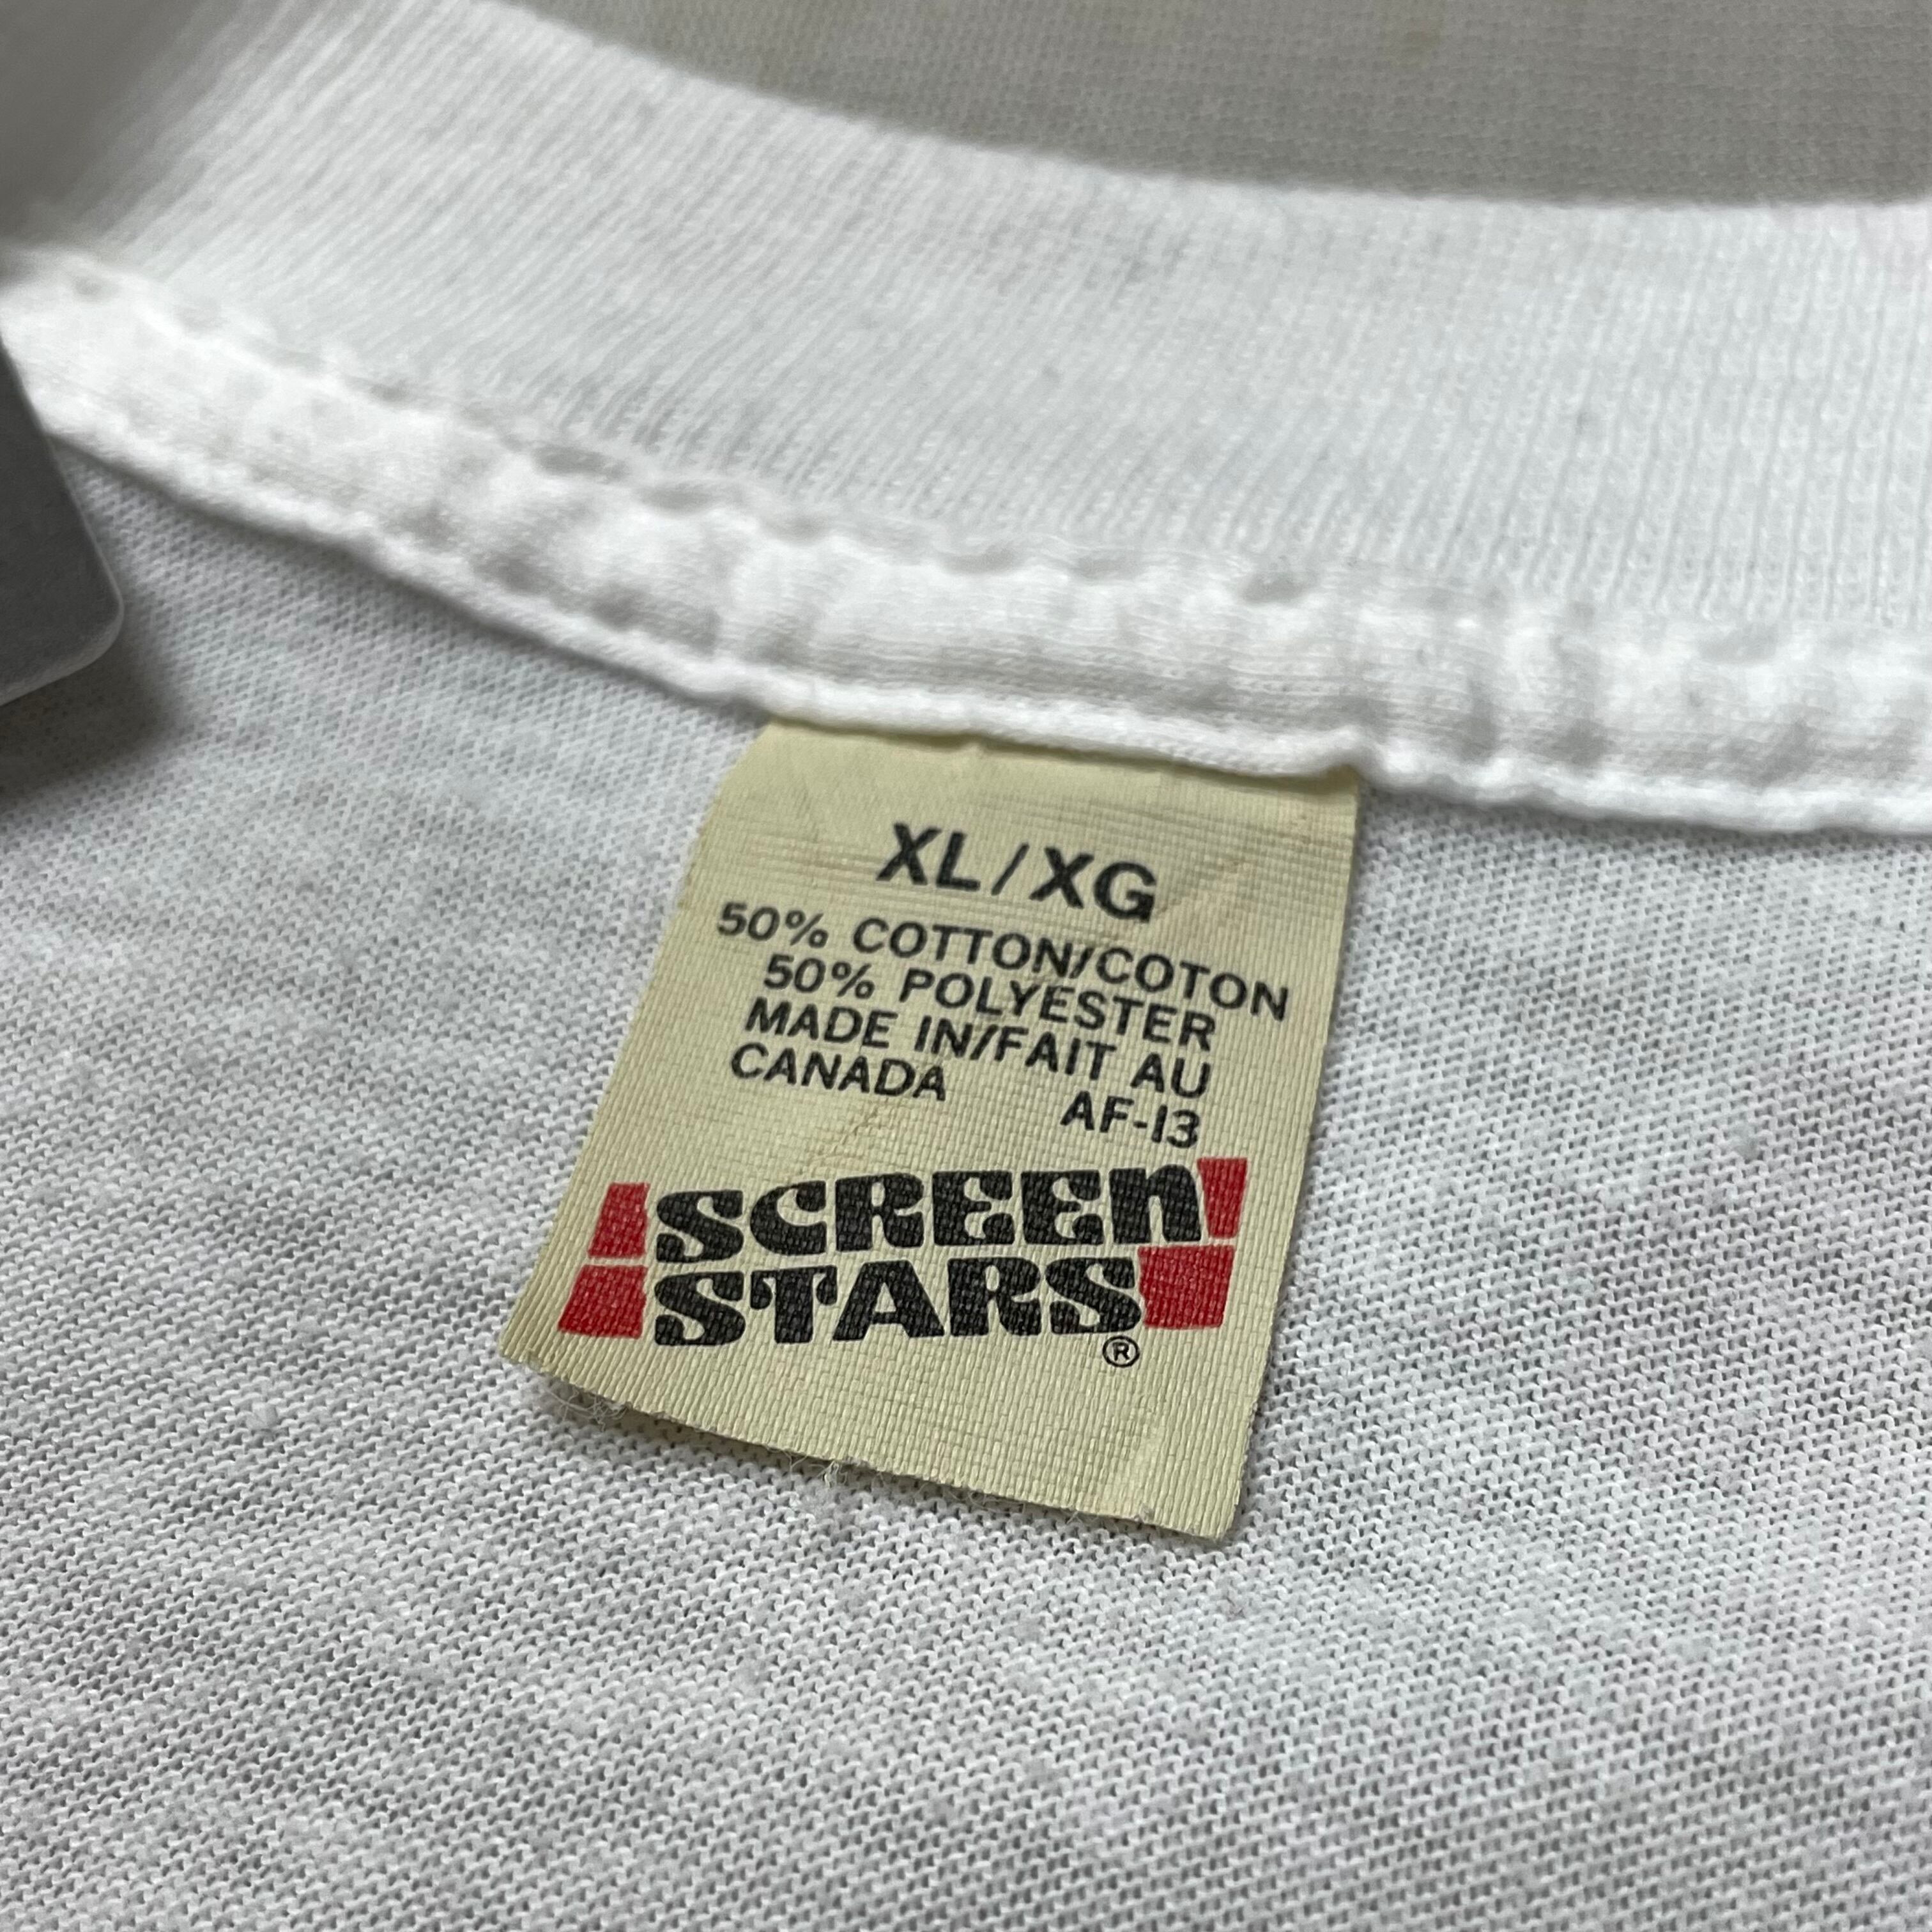 XL/XG
50% COTTON/COTON
50% POLYESTER
MADE IN/FAIT AU
CANADA AF-13
SCREEN
STARS
®